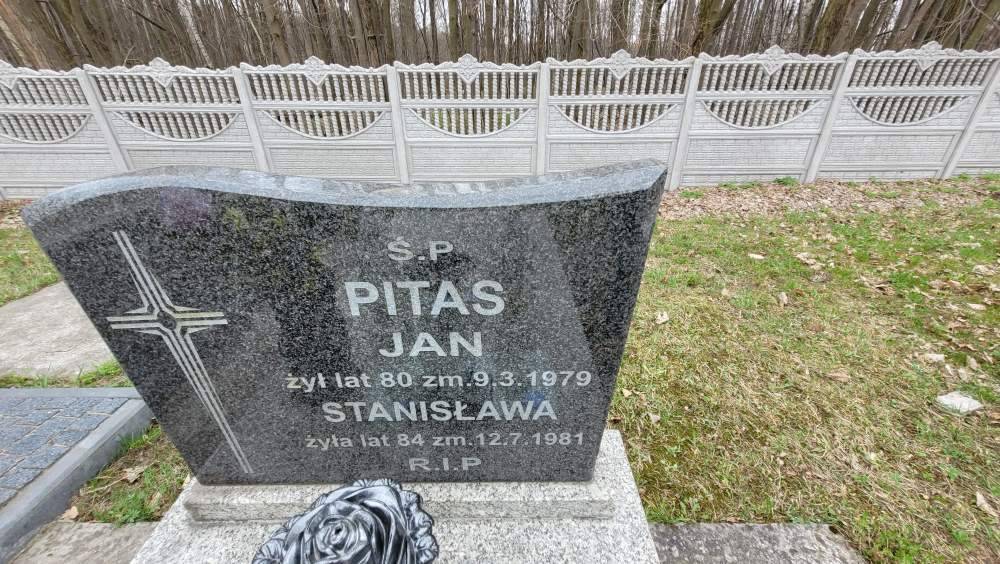 Ś.P
PITAS
JAN
żył lat 80 zm.9.3.1979
STANISŁAWA
żyła lat 84 zm.12.7.1981
R.I.P